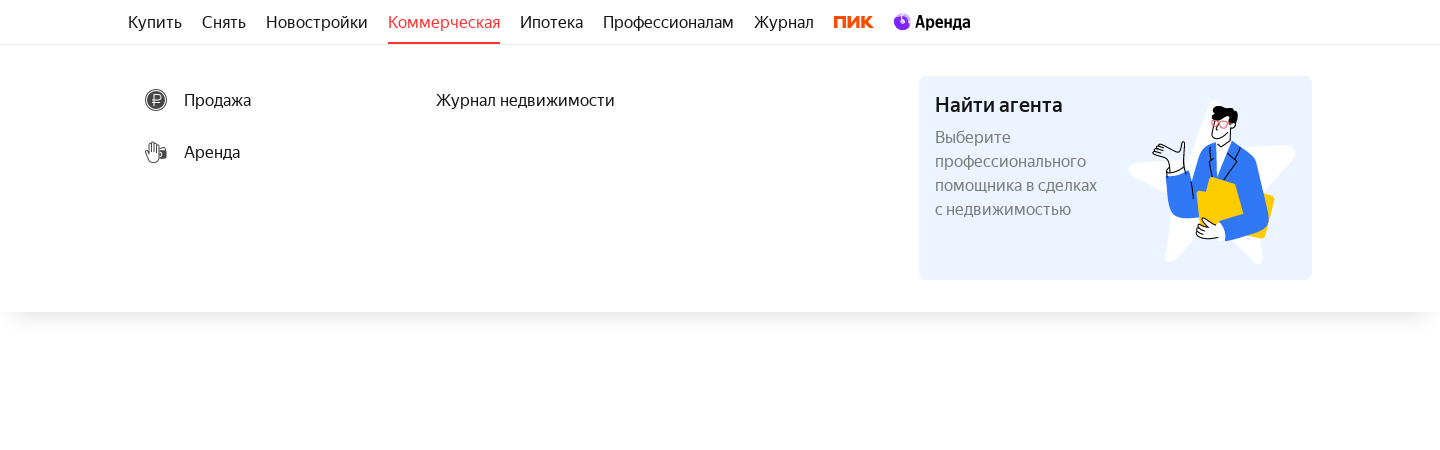 Купить Снять Новостройки Коммерческая Ипотека Профессионалам Журнал ПИК Аренда
Продажа
Журнал недвижимости
Аренда
Найти агента
Выберите
профессионального
помощника в сделках
с недвижимостью